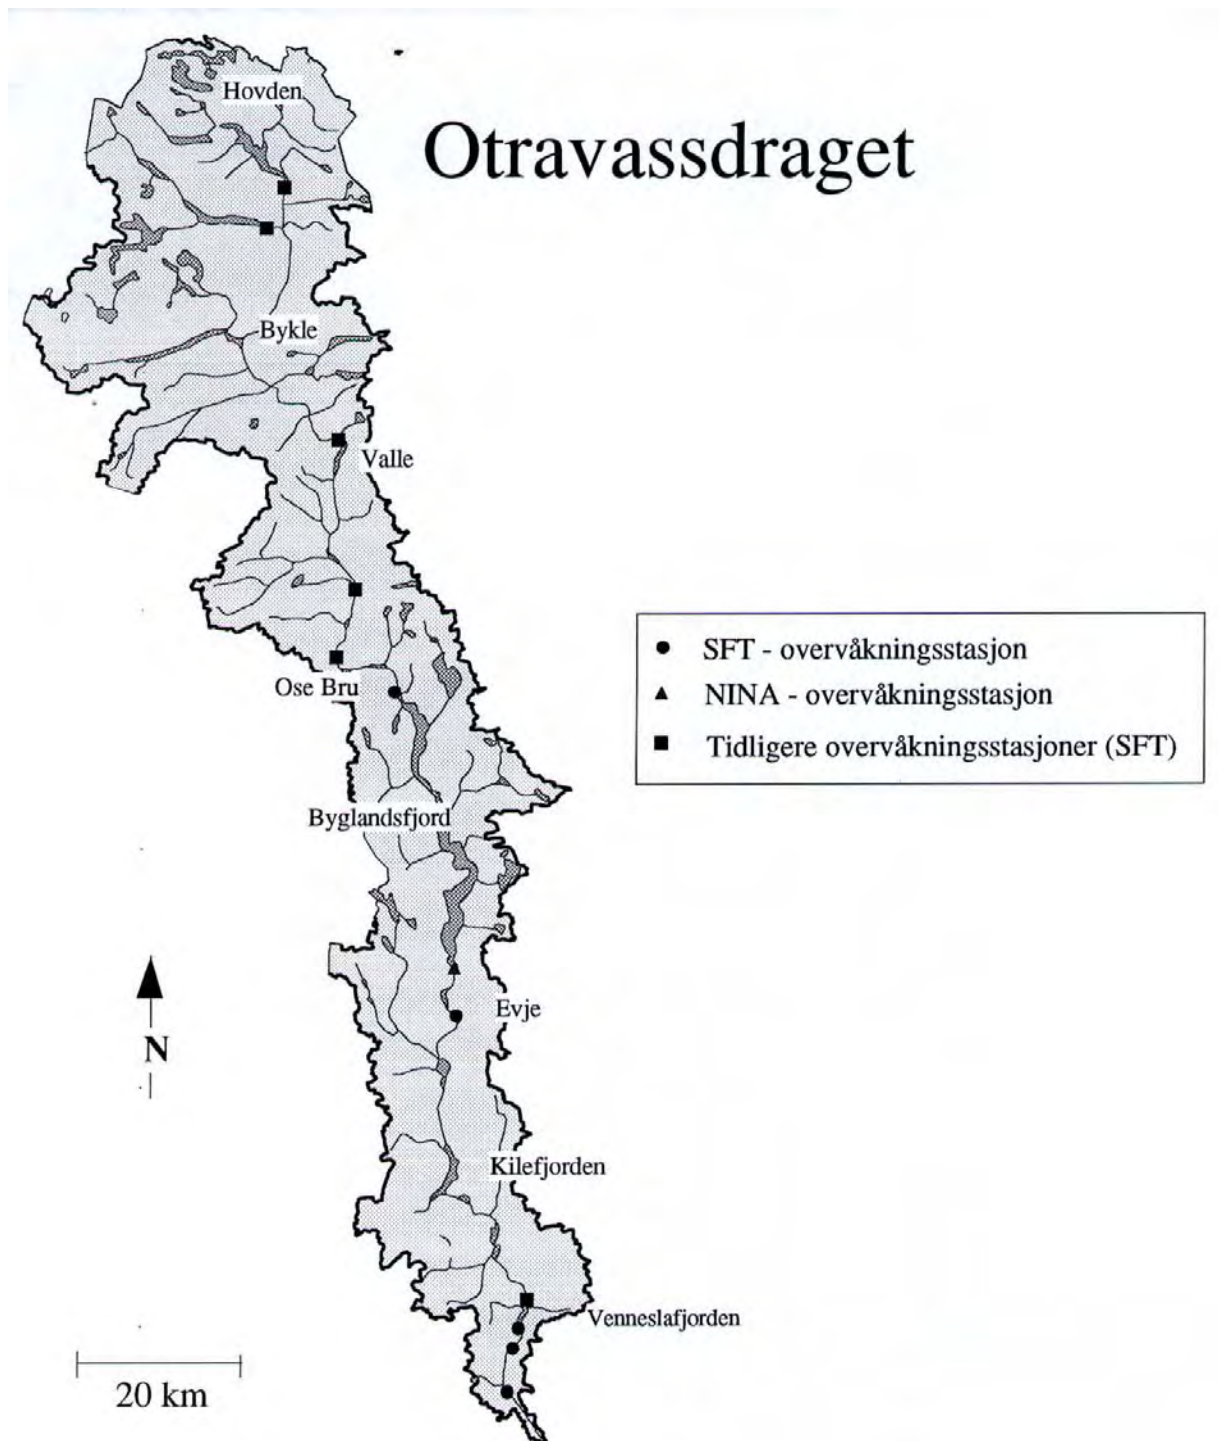 Hovden
Otravassdraget
Bykle
Valle
SFT - overvåkningsstasjon
NINA - overvåkningsstasjon
Tidligere overvåkningsstasjoner (SFT)
Ose Bru
Byglandsfjord
Evje
N
Kilefjorden
Venneslafjorden
20 km